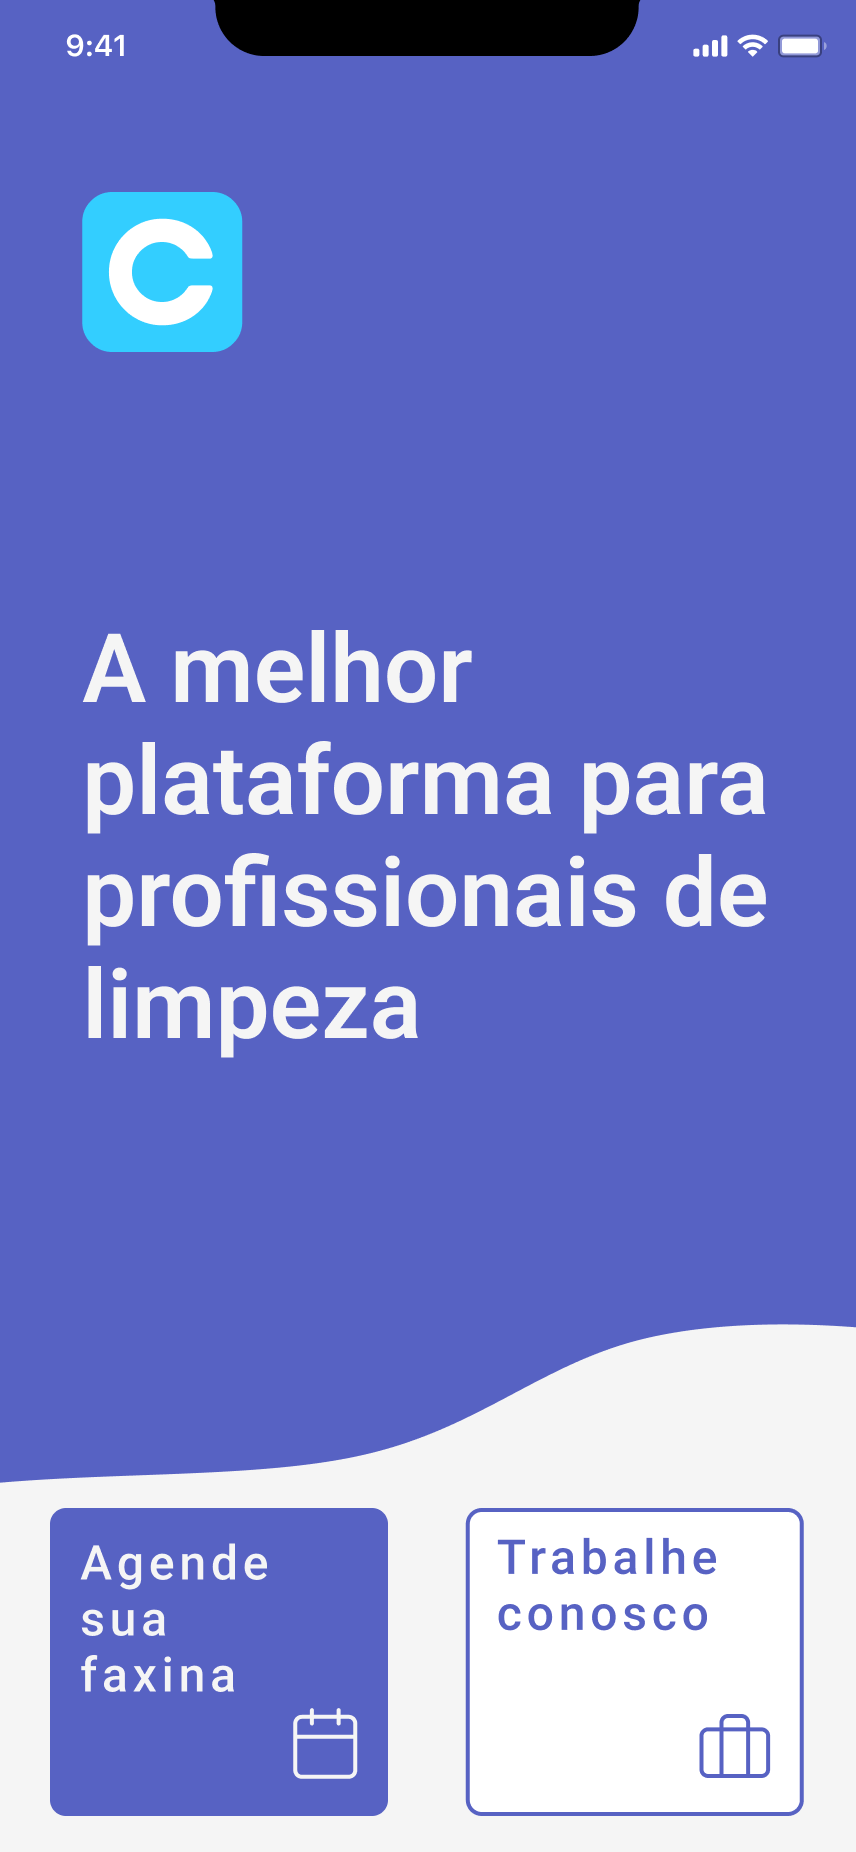 9:41
C
A melhor
plataforma para
profissionais de
limpeza
Agende
sua
faxina
Trabalhe
conosco